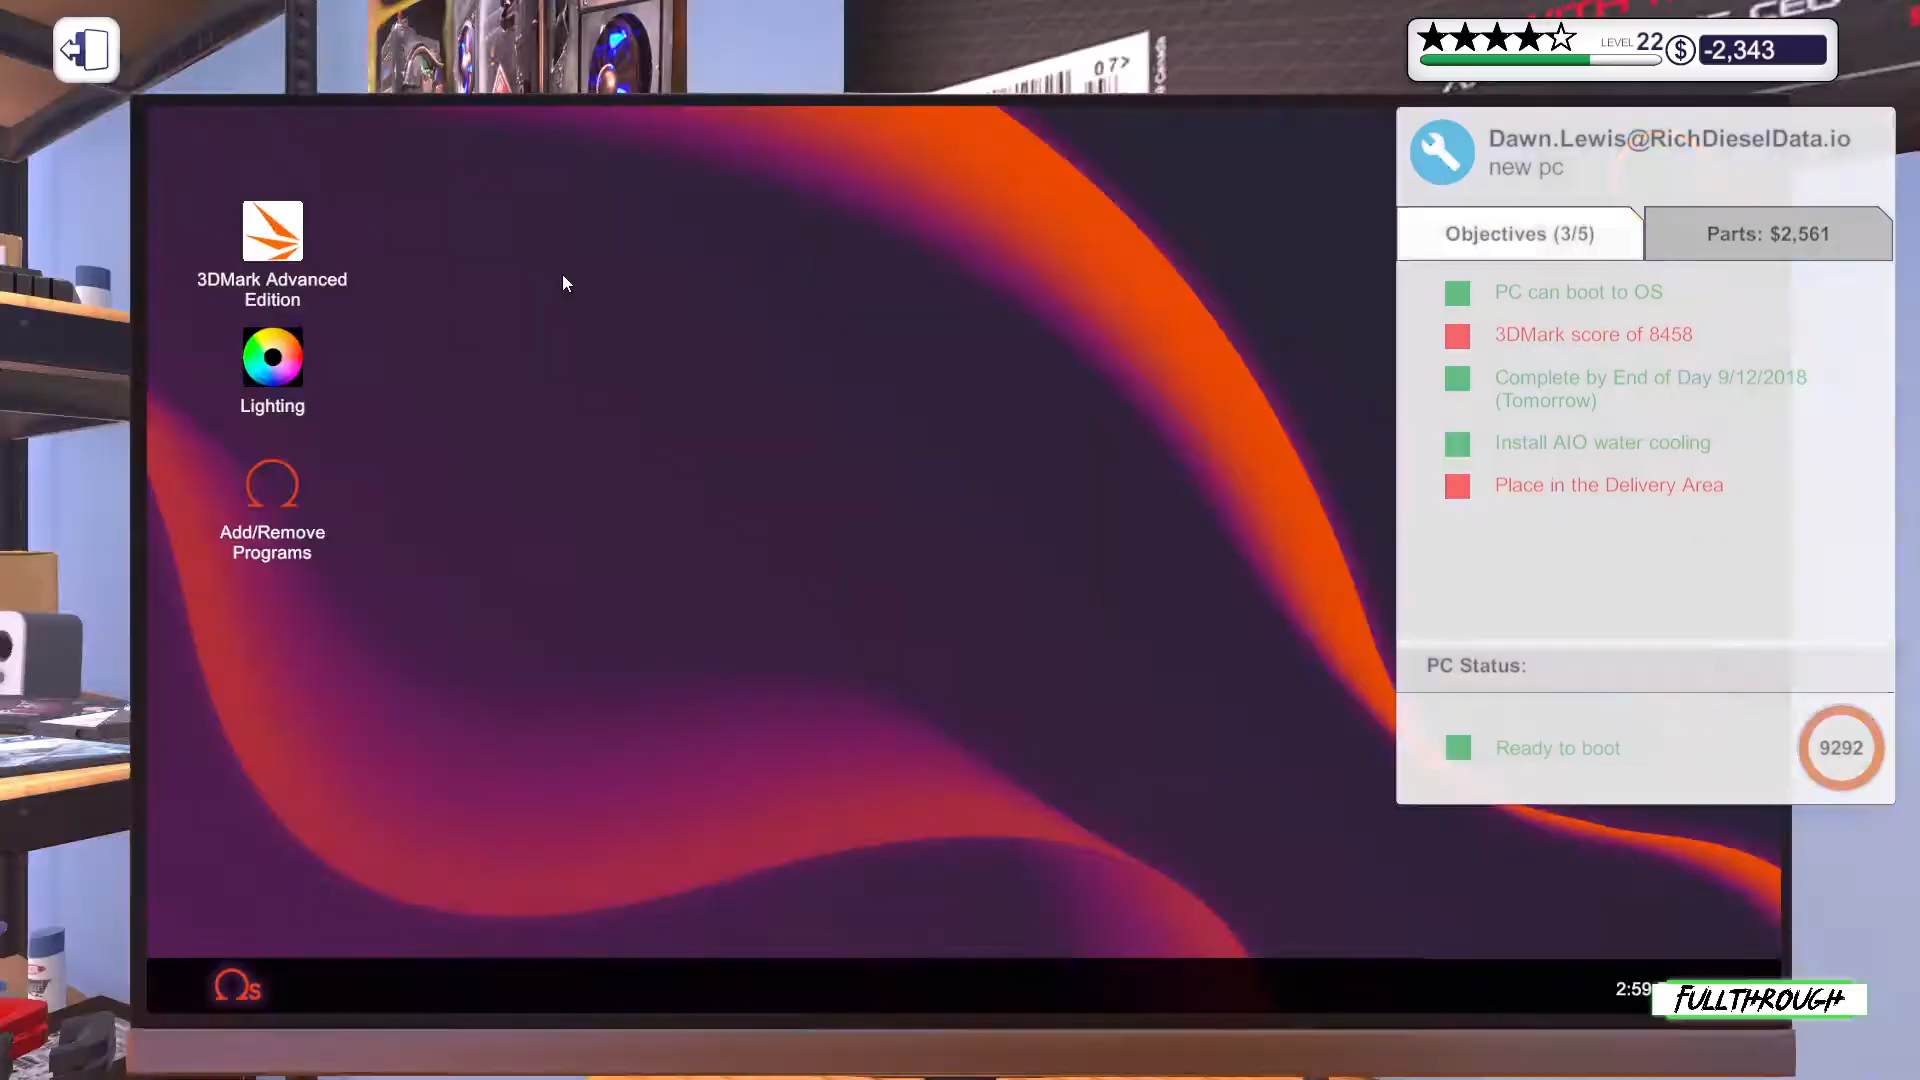 LEVEL 22
-2,343
07>
Dawn.Lewis@RichDieselData.io
new pc
Objectives (3/5)
Parts: $2,561
PC can boot to OS
3DMark score of 8458
Complete by End of Day 9/12/2018
(Tomorrow)
Install AIO water cooling
Place in the Delivery Area
PC Status:
Ready to boot
9292
3DMark Advanced
Edition
Lighting
Add/Remove
Programs
Ωs
2:59
FULLTHROUGH